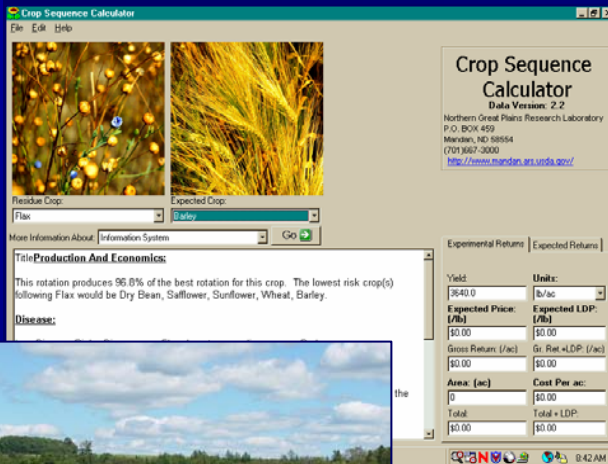 Crop Sequence Calculator
File Edit Help
Crop Sequence
Calculator
Data Version: 2.2
Northern Great Plains Research Laboratory
P.O. BOX 459
Mandan, ND 58554
(701)667-3000
http://www.mandan.ars.usda.gov/
Residue Crop:
Expected Crop:
Flax
Barley
More Information About:
Information System
Go
TitleProduction And Economics:
This rotation produces 96.8% of the best rotation for this crop. The lowest risk crop(s)
following Flax would be Dry Bean, Safflower, Sunflower, Wheat, Barley.
Disease:
the
Experimental Returns
Expected Returns
Yield:
Units:
3640.0
lb/ac
Expected Price:
(/lb)
Expected LDP:
(/lb)
$0.00
$0.00
Gross Return: (/ac)
Gr. Ret.+LDP: (/ac)
$0.00
$0.00
Area: (ac)
Cost Per ac:
0
$0.00
Total:
Total + LDP:
$0.00
$0.00
8:42 AM